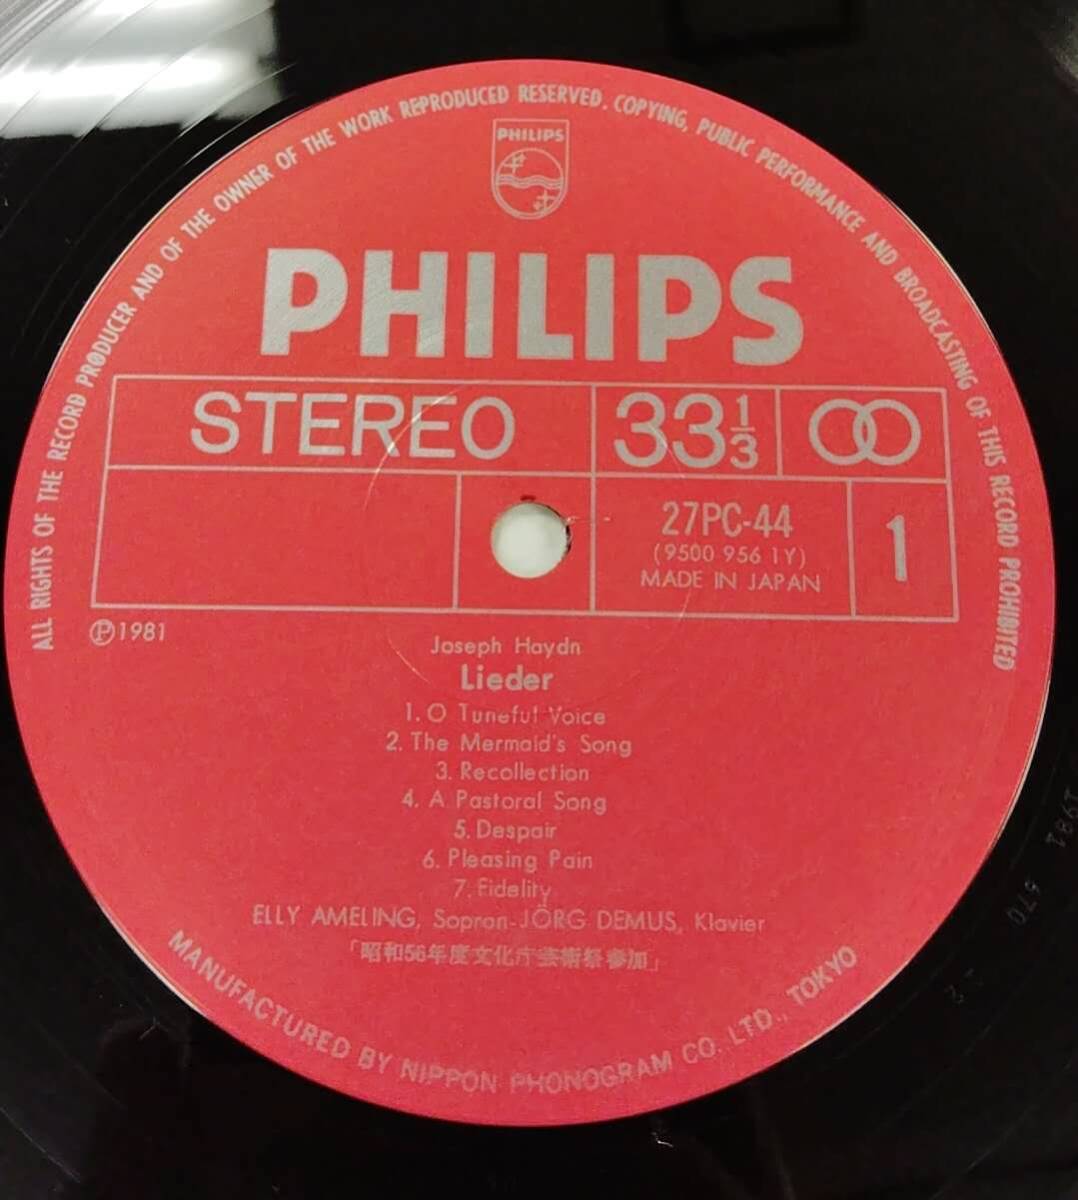 ALL RIGHTS OF THE RECORD PRODUCER AND OF THE OWNER OF THE WORK REPRODUCED RESERVED. COPYING, PUBLIC PERFORMANCE AND BROADCASTING OF THIS RECORD PROHIBITED
PHILIPS
PHILIPS
STEREO
33 1/3
27PC-44
(9500 956 1Y)
MADE IN JAPAN
1
Ⓟ1981
Joseph Haydn
Lieder
1. O Tuneful Voice
2. The Mermaid's Song
3. Recollection
4. A Pastoral Song
5. Despair
6. Pleasing Pain
7. Fidelity
ELLY AMELING, Sopran-JÖRG DEMUS, Klavier
「昭和56年度文化庁芸術祭参加」
MANUFACTURED BY NIPPON PHONOGRAM CO. LTD., TOKYO